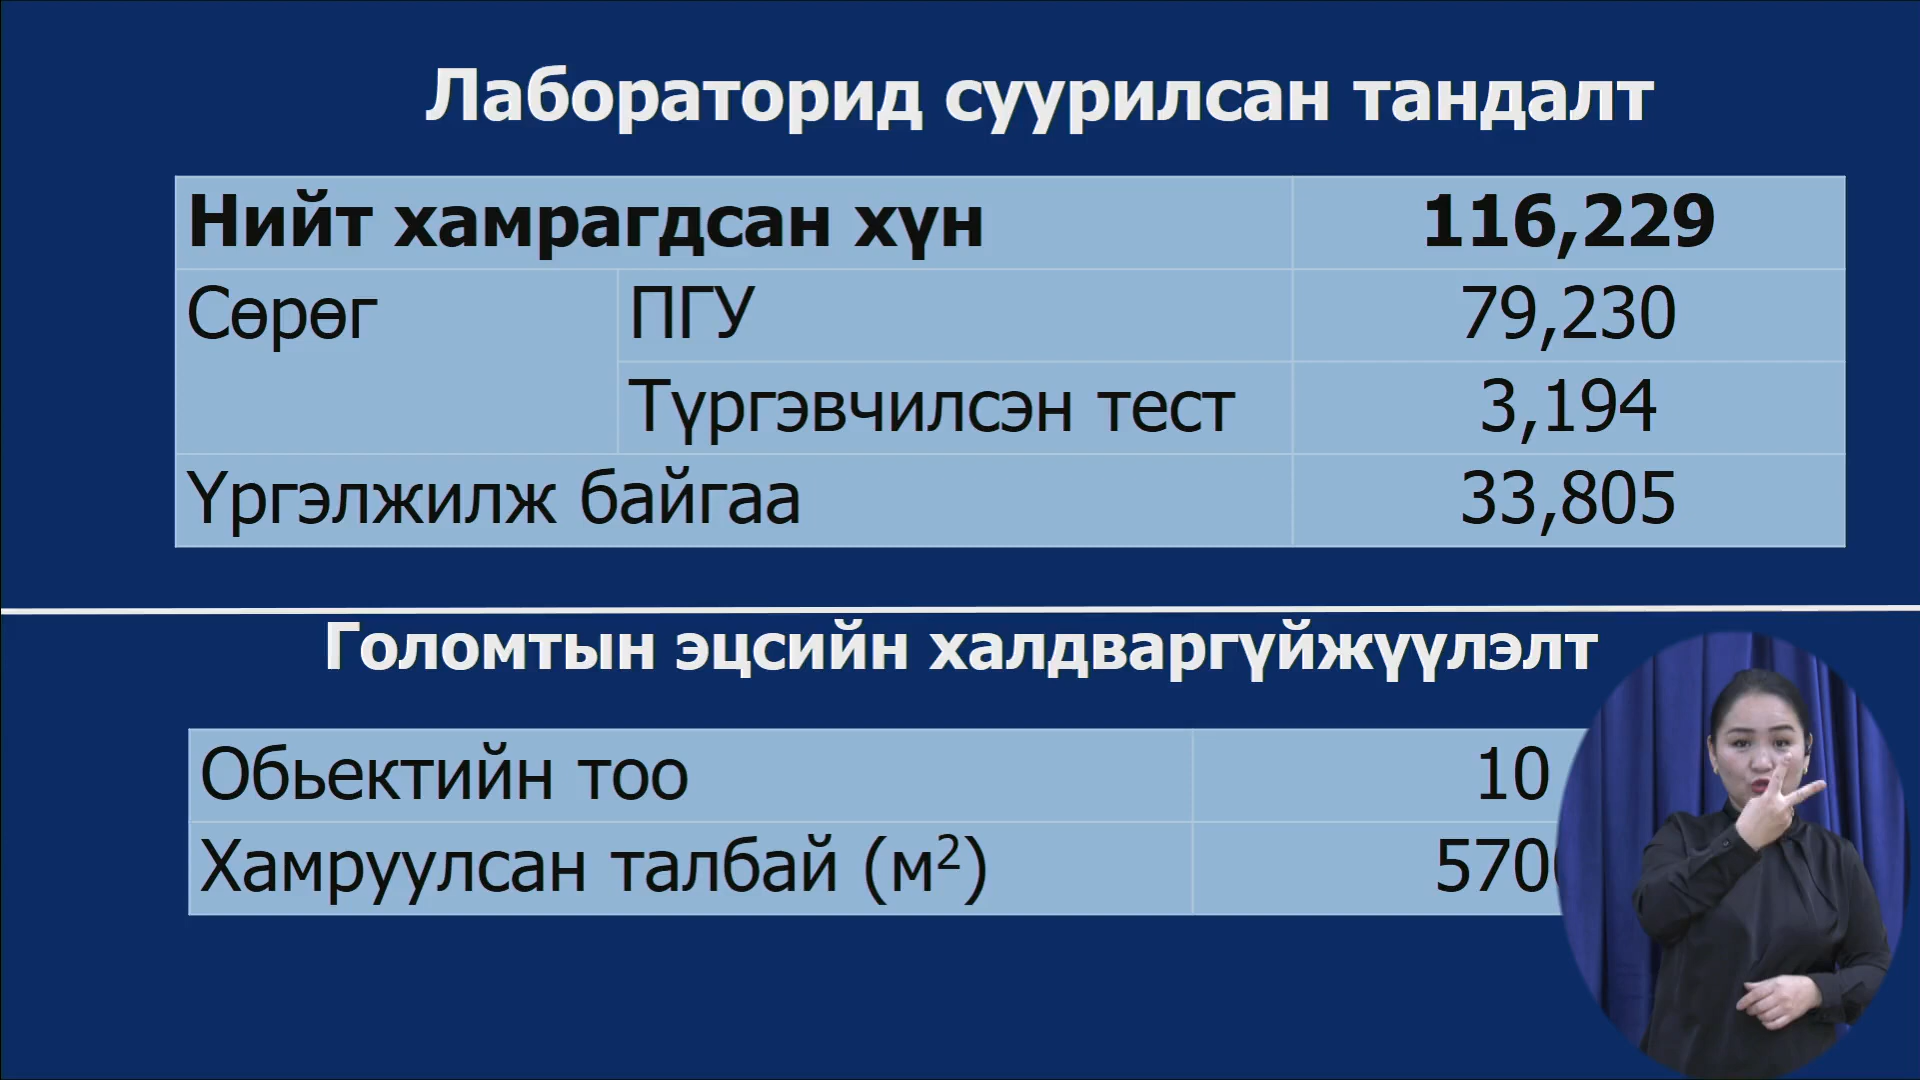 Лабораторид суурилсан тандалт
Нийт хамрагдсан хүн 116,229
Сөрөг ПГУ 79,230
Түргэвчилсэн тест 3,194
Үргэлжилж байгаа 33,805
Голомтын эцсийн халдваргүйжүүлэлт
Обьектийн тоо 10
Хамруулсан талбай (м²)